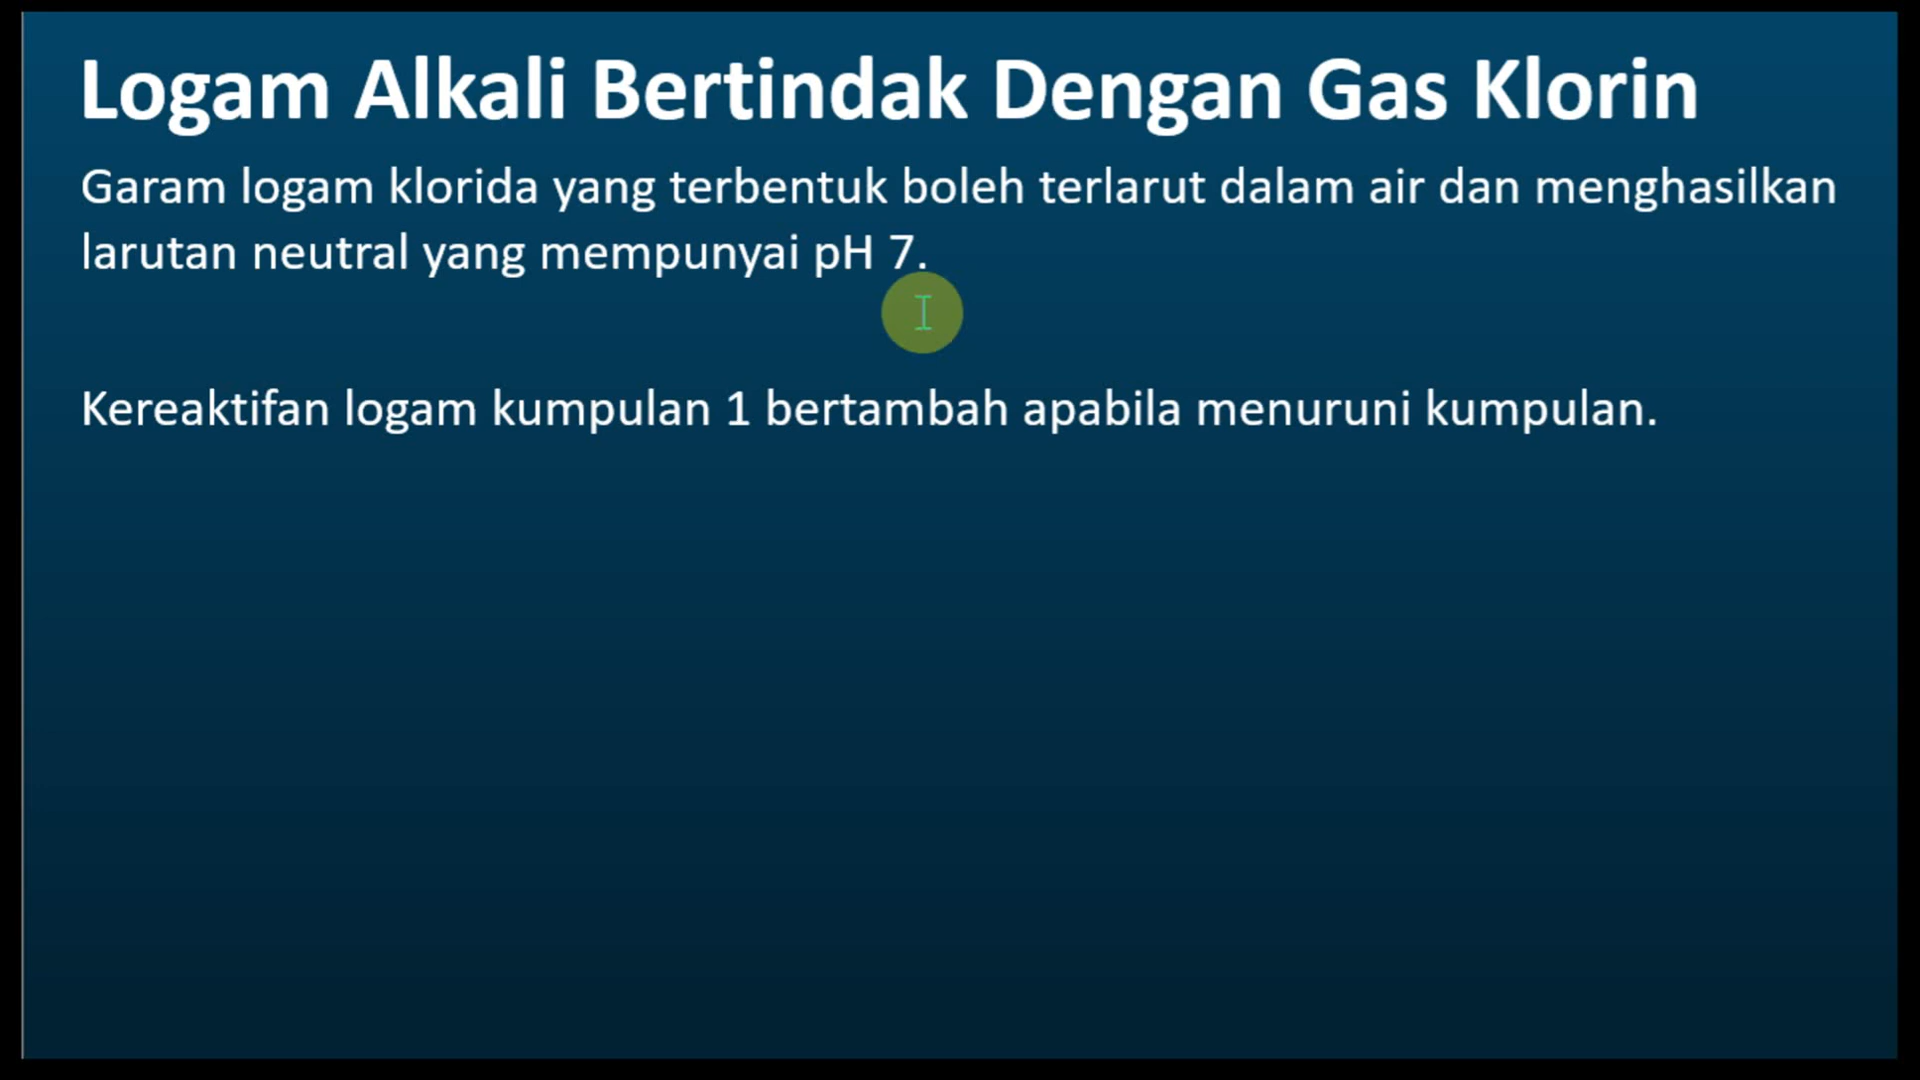 Logam Alkali Bertindak Dengan Gas Klorin
Garam logam klorida yang terbentuk boleh terlarut dalam air dan menghasilkan
larutan neutral yang mempunyai pH 7.
Kereaktifan logam kumpulan 1 bertambah apabila menuruni kumpulan.